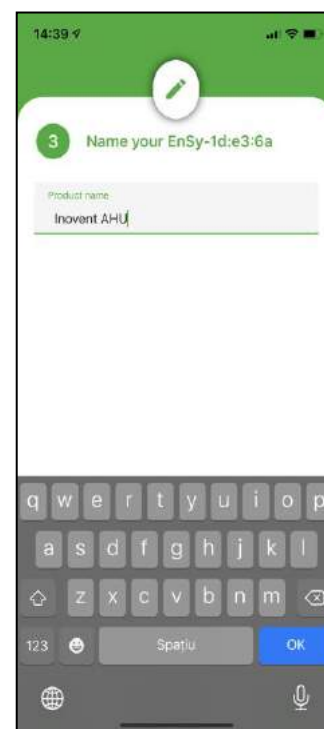 14:39
3 Name your EnSy-1d:e3:6a
Product name
Inovent AHU
q w e r t y u i o p
a s d f g h j k l
z x c v b n m
123 Spațiu OK